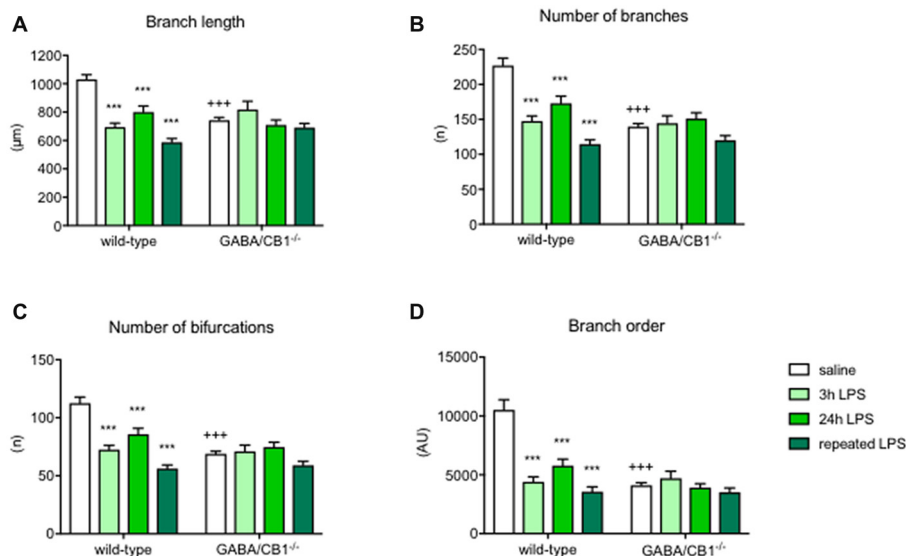 A
Branch length
1200
1000
800
600
400
200
0
(µm)
***
***
***
+++
wild-type
GABA/CB1-/-
B
Number of branches
250
200
150
100
50
0
(n)
***
***
***
+++
wild-type
GABA/CB1-/-
C
Number of bifurcations
150
100
50
0
(n)
***
***
***
+++
wild-type
GABA/CB1-/-
D
Branch order
15000
10000
5000
0
(AU)
***
***
***
+++
wild-type
GABA/CB1-/-
saline
3h LPS
24h LPS
repeated LPS